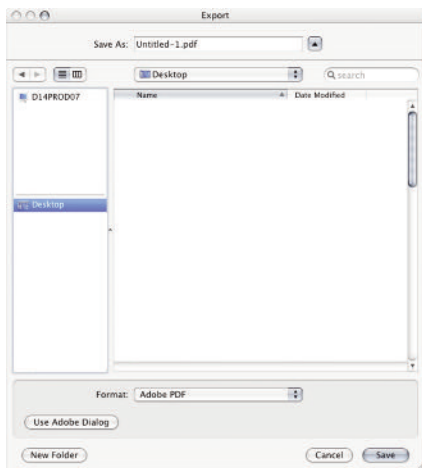 Export
Save As: Untitled-1.pdf
Desktop
search
D14PROD07
Name
Date Modified
Desktop
Format: Adobe PDF
Use Adobe Dialog
New Folder
Cancel
Save